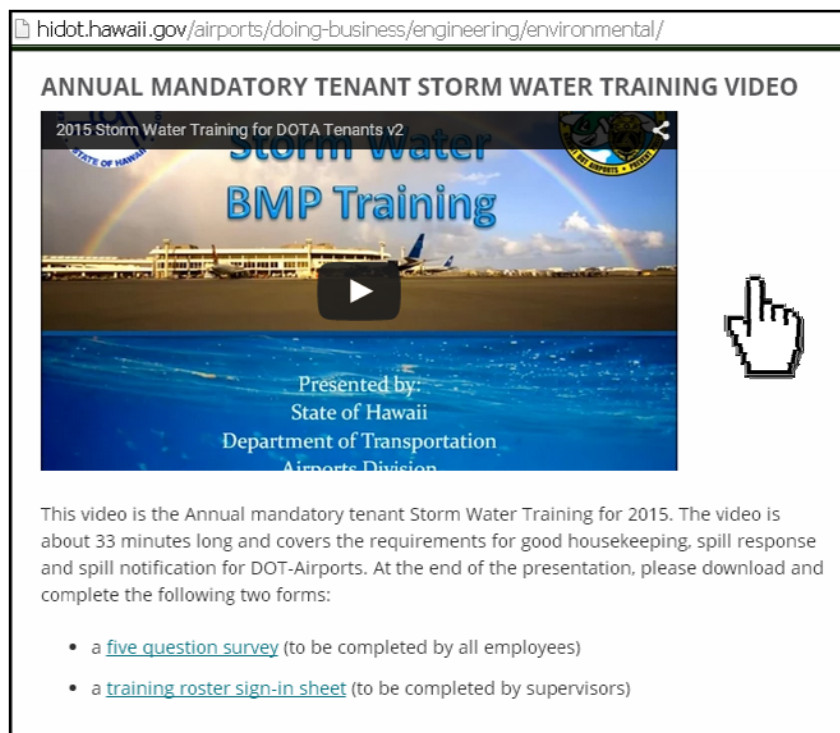 hidot.hawaii.gov/airports/doing-business/engineering/environmental/
ANNUAL MANDATORY TENANT STORM WATER TRAINING VIDEO
2015 Storm Water Training for DOTA Tenants v2
STATE OF HAWAII
Storm Water
BMP Training
AIRPORTS • PREVENT
Presented by:
State of Hawaii
Department of Transportation
Airports Division
This video is the Annual mandatory tenant Storm Water Training for 2015. The video is
about 33 minutes long and covers the requirements for good housekeeping, spill response
and spill notification for DOT-Airports. At the end of the presentation, please download and
complete the following two forms:
• a five question survey (to be completed by all employees)
• a training roster sign-in sheet (to be completed by supervisors)